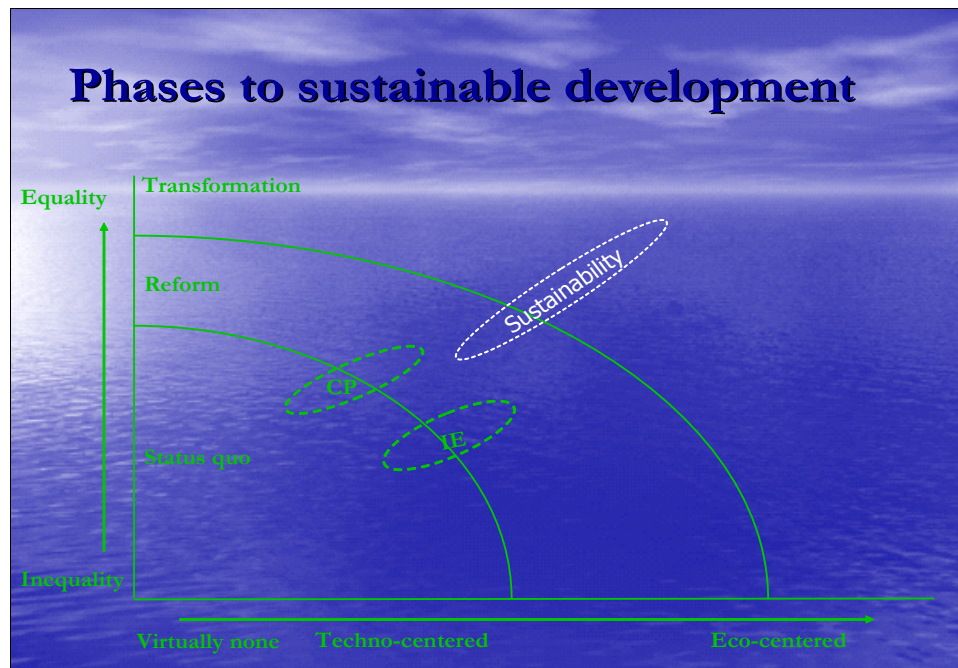 Phases to sustainable development
Transformation
Equality
Sustainability
Reform
CP
IE
Status quo
Inequality
Virtually none
Techno-centered
Eco-centered